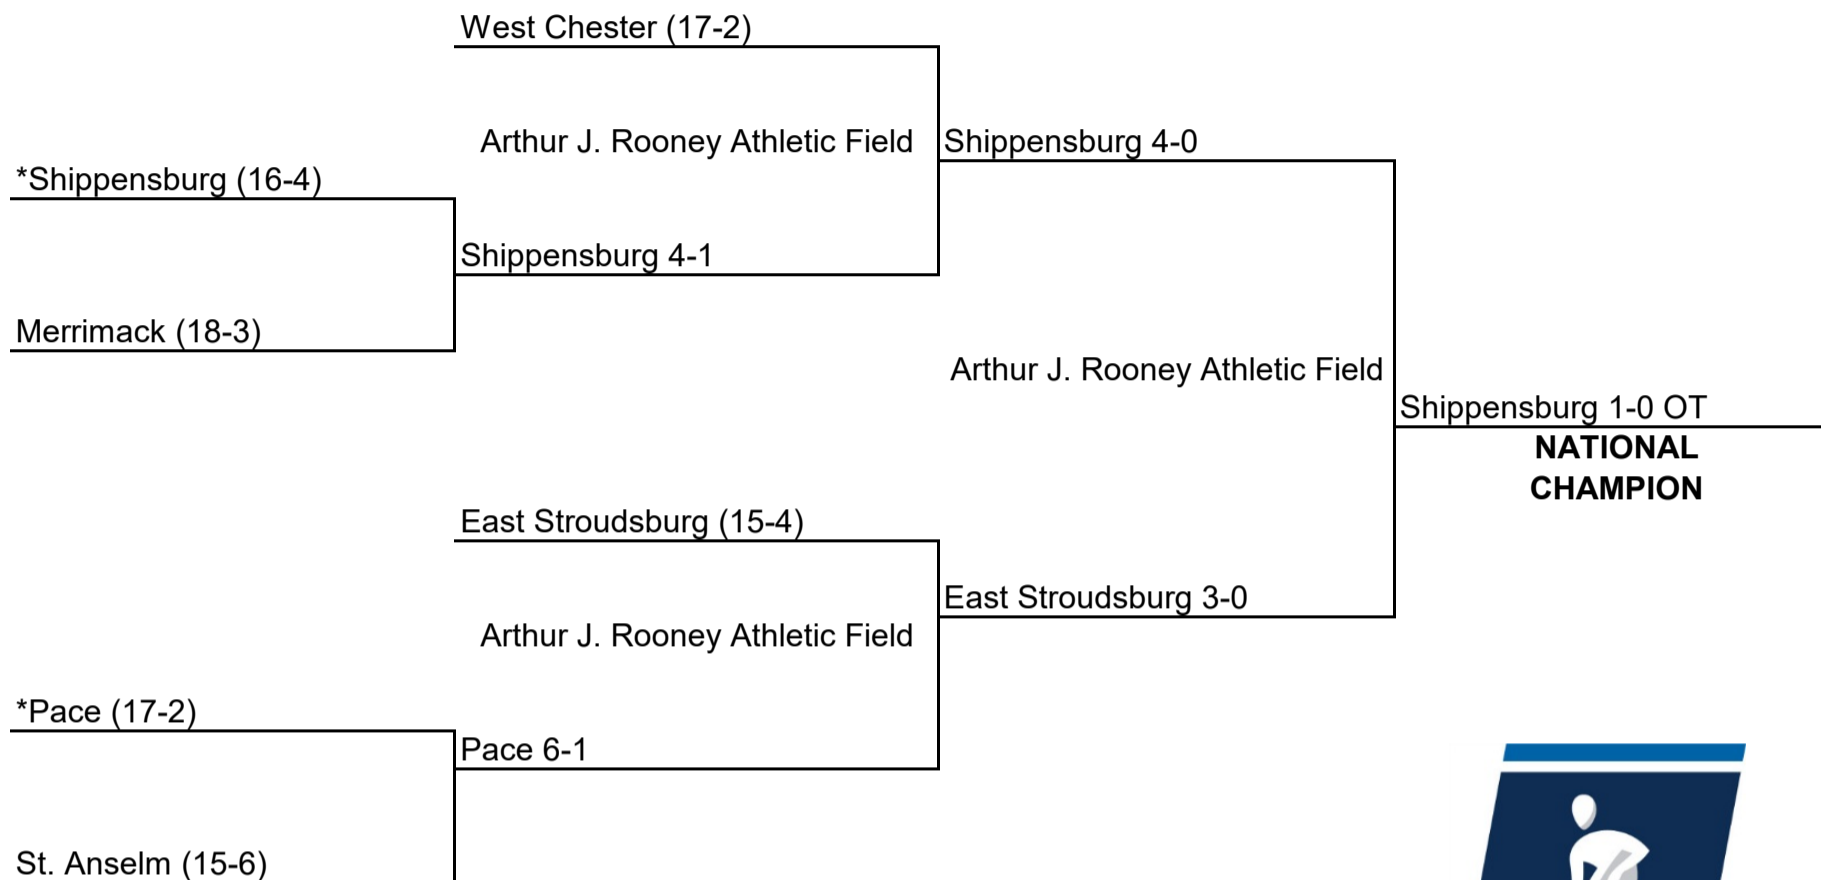 West Chester (17-2)
Arthur J. Rooney Athletic Field
Shippensburg 4-0
*Shippensburg (16-4)
Shippensburg 4-1
Merrimack (18-3)
Arthur J. Rooney Athletic Field
Shippensburg 1-0 OT
NATIONAL
CHAMPION
East Stroudsburg (15-4)
East Stroudsburg 3-0
Arthur J. Rooney Athletic Field
*Pace (17-2)
Pace 6-1
St. Anselm (15-6)